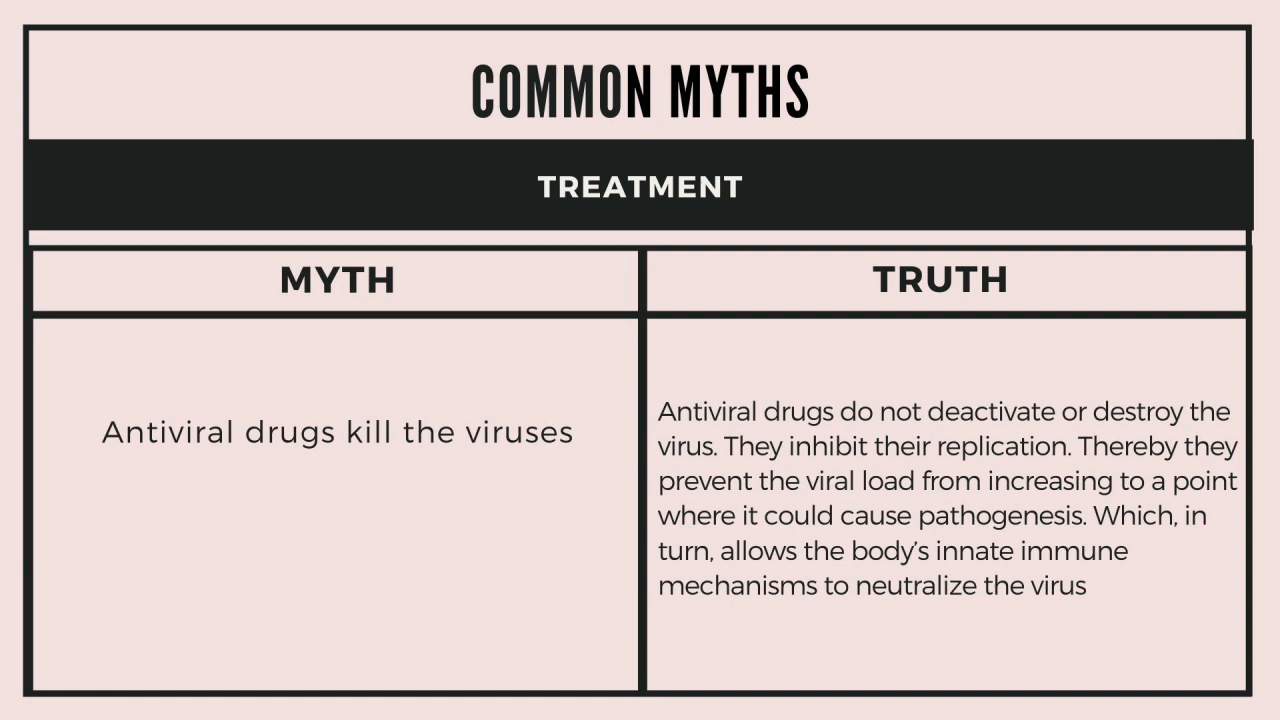 COMMON MYTHS
TREATMENT
MYTH
TRUTH
Antiviral drugs kill the viruses
Antiviral drugs do not deactivate or destroy the
virus. They inhibit their replication. Thereby they
prevent the viral load from increasing to a point
where it could cause pathogenesis. Which, in
turn, allows the body’s innate immune
mechanisms to neutralize the virus